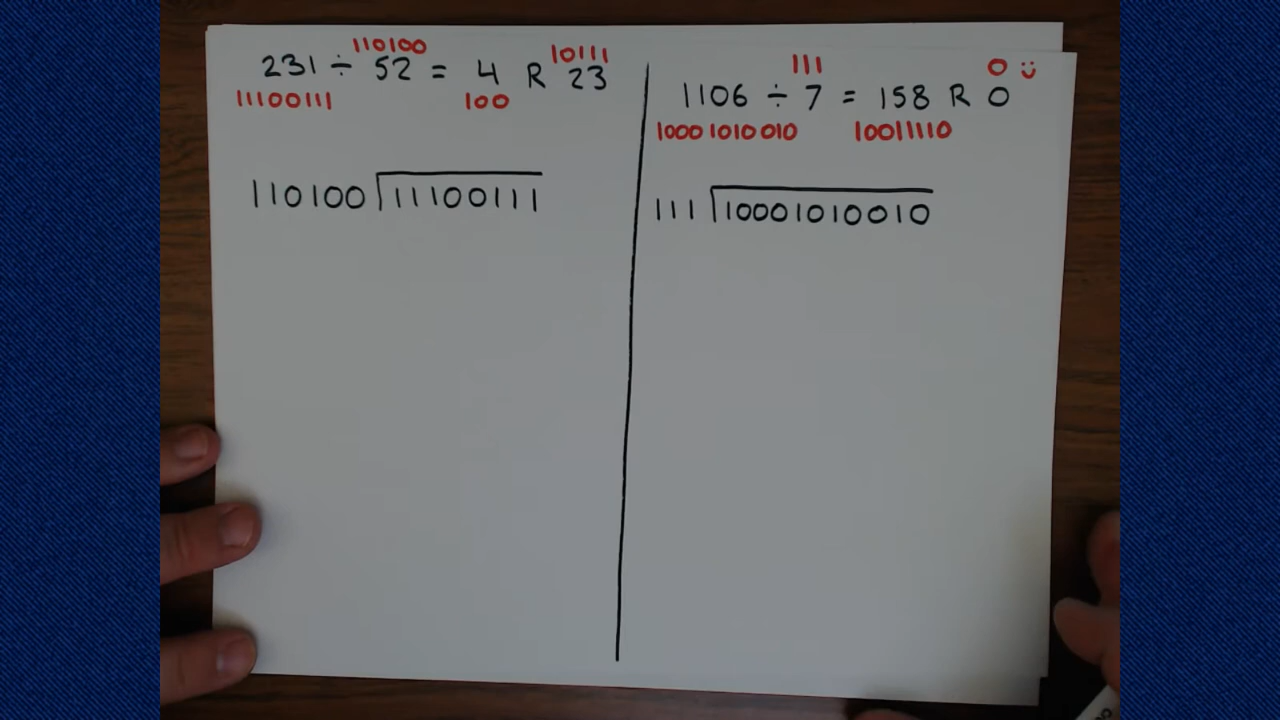 110100 10111
231 ÷ 52 = 4 R 23
11100111 100
110100 11100111
111 0 :)
1106 ÷ 7 = 158 R 0
10001010010 10011110
111 10001010010